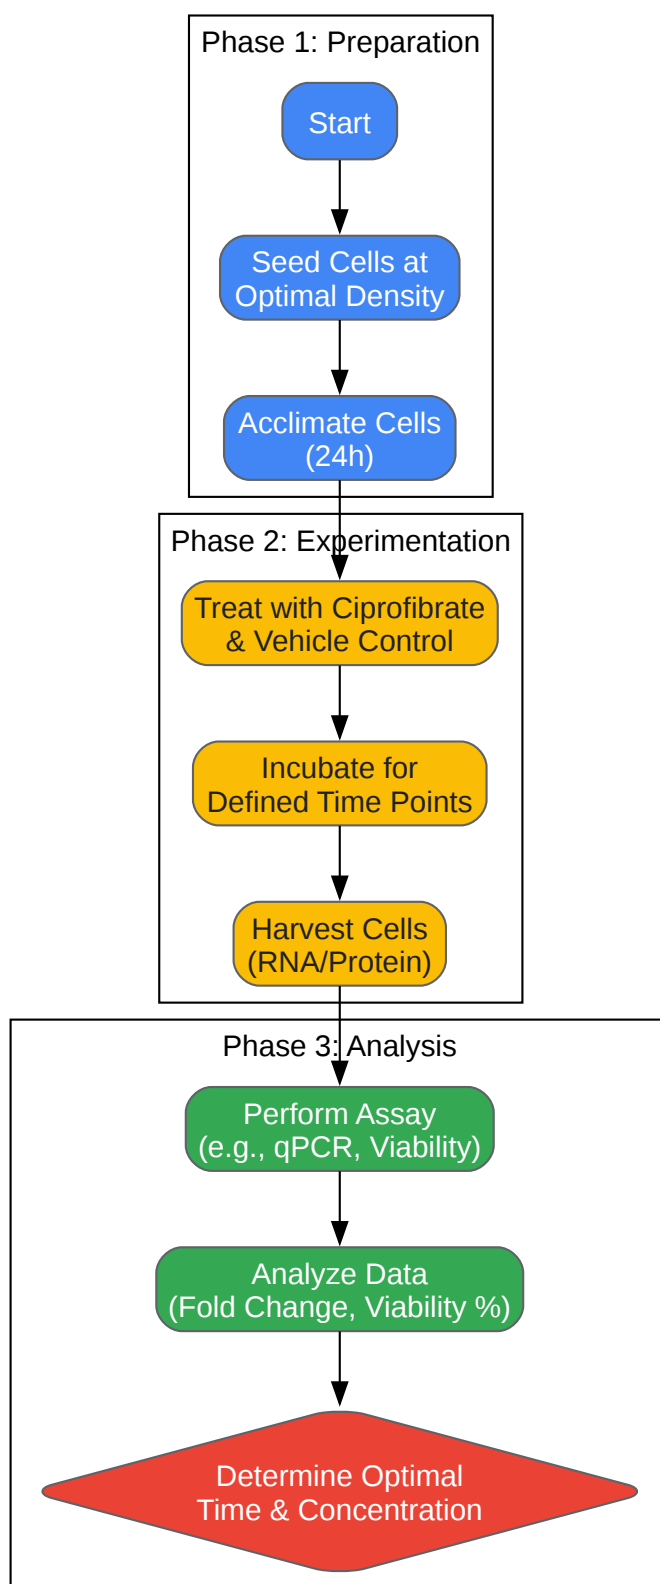 Phase 1: Preparation
Start
Seed Cells at
Optimal Density
Acclimate Cells
(24h)
Phase 2: Experimentation
Treat with Ciprofibrate
& Vehicle Control
Incubate for
Defined Time Points
Harvest Cells
(RNA/Protein)
Phase 3: Analysis
Perform Assay
(e.g., qPCR, Viability)
Analyze Data
(Fold Change, Viability %)
Determine Optimal
Time & Concentration